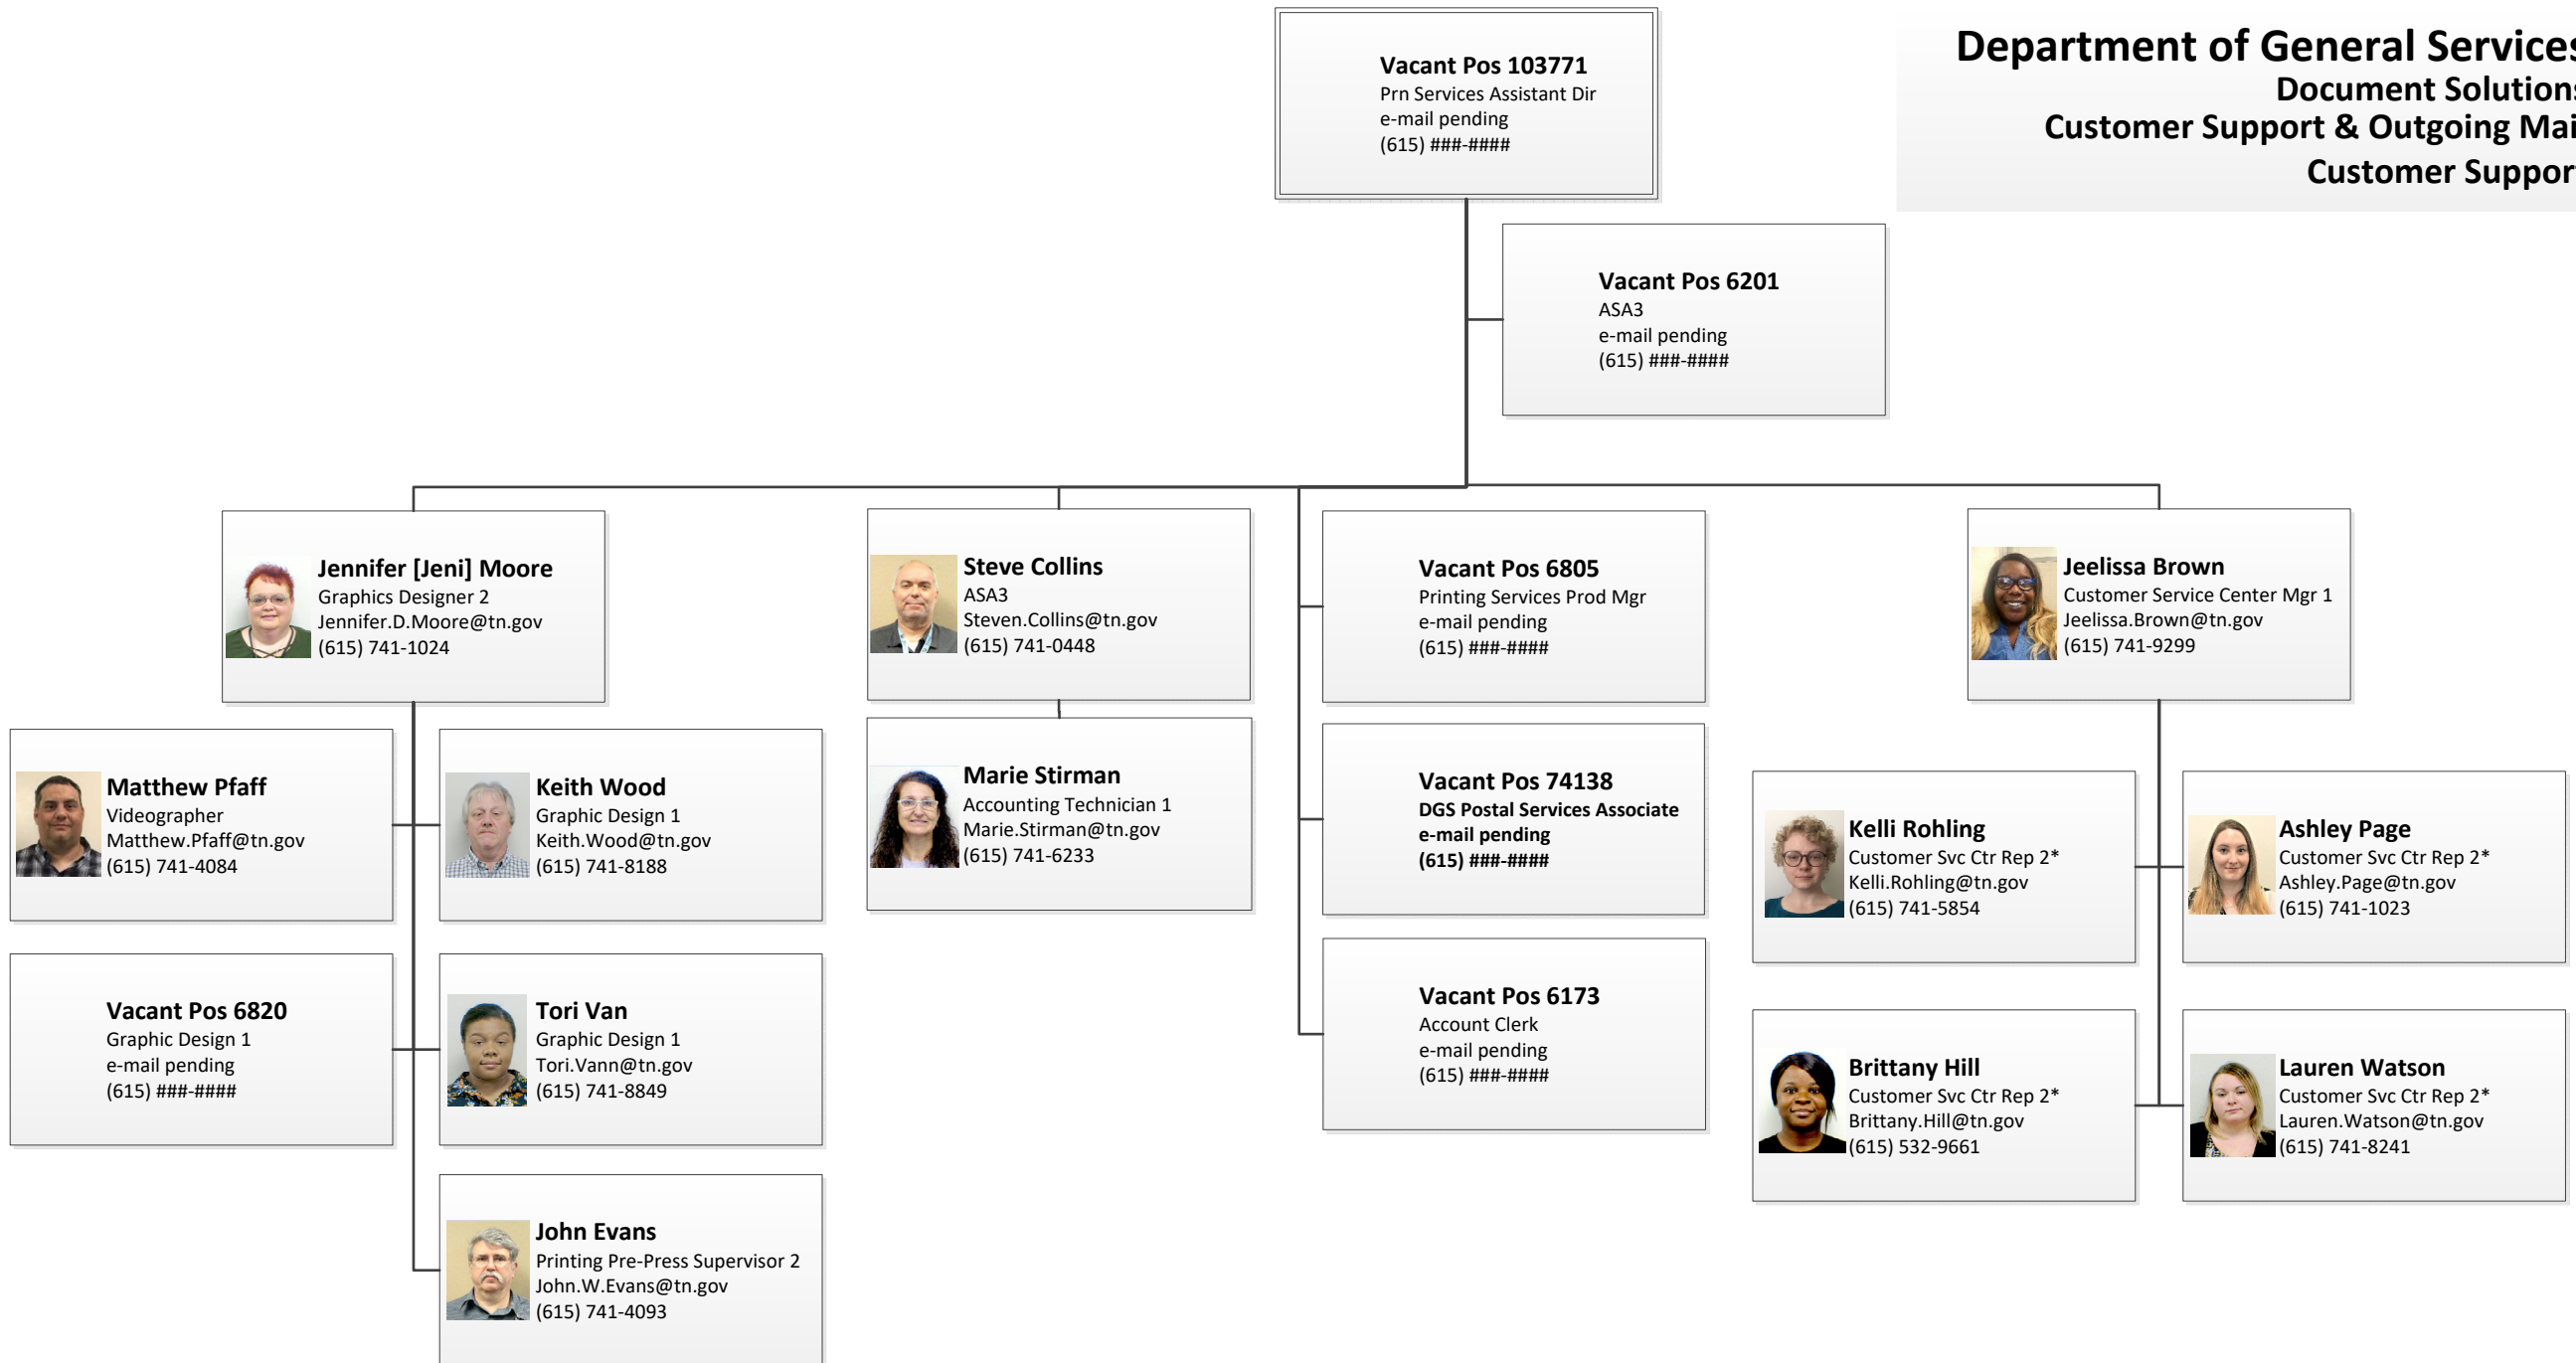 Vacant Pos 103771
Prn Services Assistant Dir
e-mail pending
(615) ###-####
Department of General Services
Document Solutions
Customer Support & Outgoing Mai
Customer Support
Vacant Pos 6201
ASA3
e-mail pending
(615) ###-####
Jennifer [Jeni] Moore
Graphics Designer 2
Jennifer.D.Moore@tn.gov
(615) 741-1024
Steve Collins
ASA3
Steven.Collins@tn.gov
(615) 741-0448
Vacant Pos 6805
Printing Services Prod Mgr
e-mail pending
(615) ###-####
Jeelissa Brown
Customer Service Center Mgr 1
Jeelissa.Brown@tn.gov
(615) 741-9299
Matthew Pfaff
Videographer
Matthew.Pfaff@tn.gov
(615) 741-4084
Keith Wood
Graphic Design 1
Keith.Wood@tn.gov
(615) 741-8188
Marie Stirman
Accounting Technician 1
Marie.Stirman@tn.gov
(615) 741-6233
Vacant Pos 74138
DGS Postal Services Associate
e-mail pending
(615) ###-####
Kelli Rohling
Customer Svc Ctr Rep 2*
Kelli.Rohling@tn.gov
(615) 741-5854
Ashley Page
Customer Svc Ctr Rep 2*
Ashley.Page@tn.gov
(615) 741-1023
Vacant Pos 6820
Graphic Design 1
e-mail pending
(615) ###-####
Tori Van
Graphic Design 1
Tori.Vann@tn.gov
(615) 741-8849
Vacant Pos 6173
Account Clerk
e-mail pending
(615) ###-####
Brittany Hill
Customer Svc Ctr Rep 2*
Brittany.Hill@tn.gov
(615) 532-9661
Lauren Watson
Customer Svc Ctr Rep 2*
Lauren.Watson@tn.gov
(615) 741-8241
John Evans
Printing Pre-Press Supervisor 2
John.W.Evans@tn.gov
(615) 741-4093